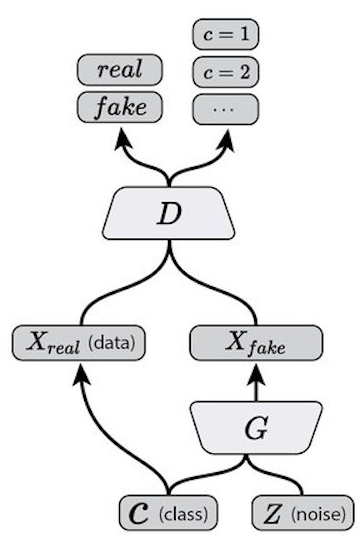 c = 1
real c = 2
fake ...
D
X_real (data) X_fake
G
C (class) Z (noise)